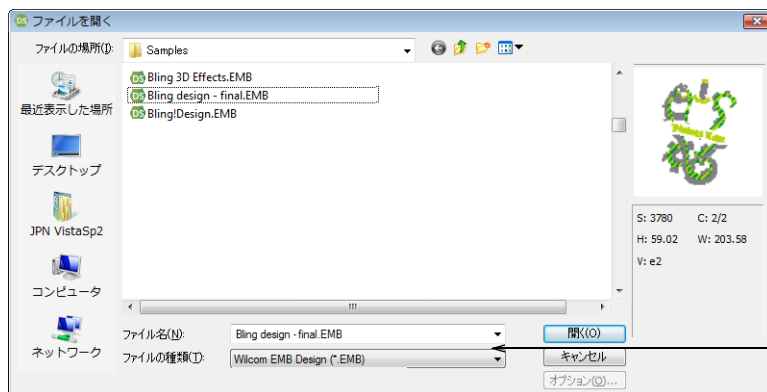 ファイルを開く
ファイルの場所(I):
Samples
最近表示した場所
デスクトップ
JPN VistaSp2
コンピュータ
ネットワーク
Bling 3D Effects.EMB
Bling design - final.EMB
Bling!Design.EMB
S: 3780 C: 2/2
H: 59.02 W: 203.58
V: e2
ファイル名(N):
Bling design - final.EMB
開く(O)
ファイルの種類(T):
Wilcom EMB Design (*.EMB)
キャンセル
オプション(O)...